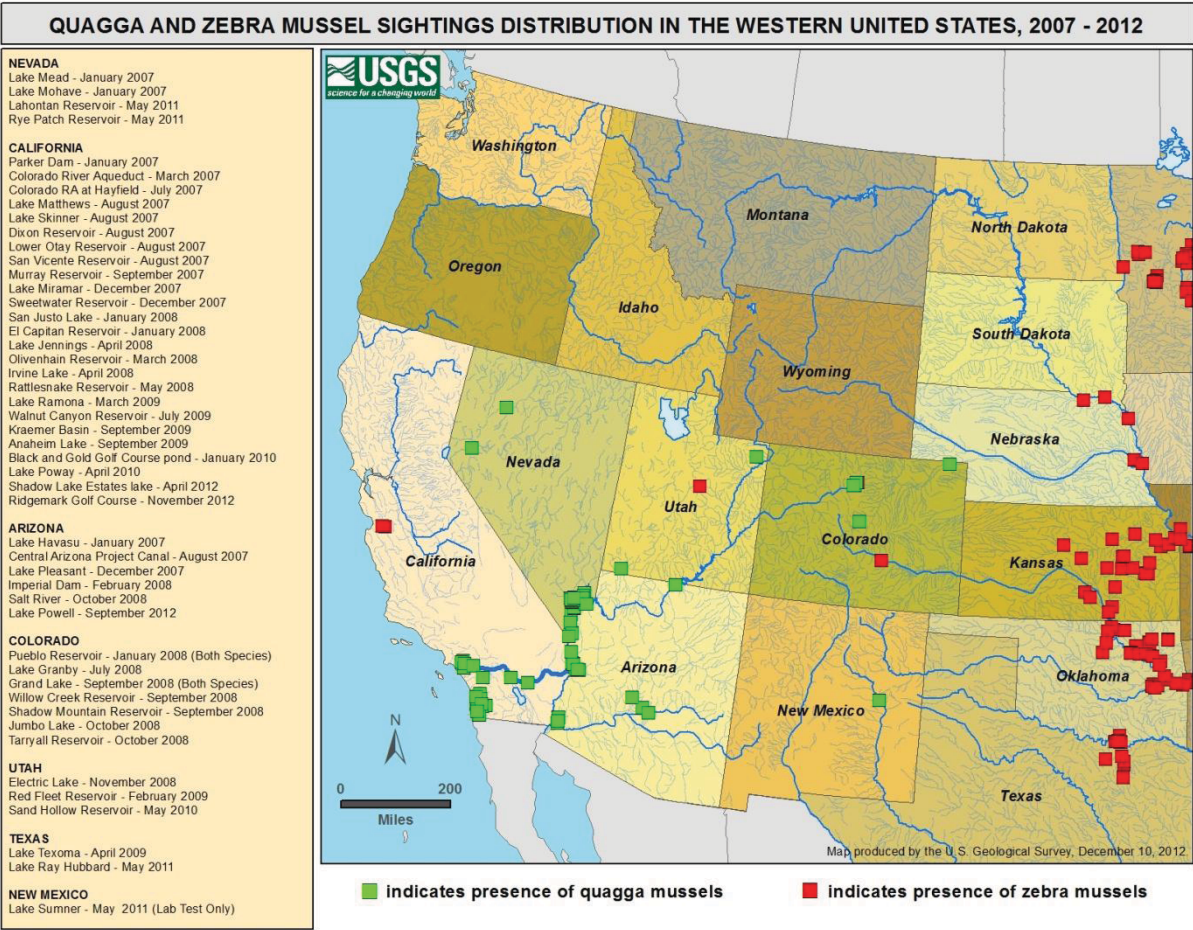 QUAGGA AND ZEBRA MUSSEL SIGHTINGS DISTRIBUTION IN THE WESTERN UNITED STATES, 2007 - 2012
NEVADA
Lake Mead - January 2007
Lake Mohave - January 2007
Lahontan Reservoir - May 2011
Rye Patch Reservoir - May 2011
CALIFORNIA
Parker Dam - January 2007
Colorado River Aqueduct - March 2007
Colorado RA at Hayfield - July 2007
Lake Matthews - August 2007
Lake Skinner - August 2007
Dixon Reservoir - August 2007
Lower Otay Reservoir - August 2007
San Vicente Reservoir - August 2007
Murray Reservoir - September 2007
Lake Miramar - December 2007
Sweetwater Reservoir - December 2007
San Justo Lake - January 2008
El Capitan Reservoir - January 2008
Lake Jennings - April 2008
Olivenhain Reservoir - March 2008
Irvine Lake - April 2008
Rattlesnake Reservoir - May 2008
Lake Ramona - March 2009
Walnut Canyon Reservoir - July 2009
Kraemer Basin - September 2009
Anaheim Lake - September 2009
Black and Gold Golf Course pond - January 2010
Lake Poway - April 2010
Shadow Lake Estates lake - April 2012
Ridgemark Golf Course - November 2012
ARIZONA
Lake Havasu - January 2007
Central Arizona Project Canal - August 2007
Lake Pleasant - December 2007
Imperial Dam - February 2008
Salt River - October 2008
Lake Powell - September 2012
COLORADO
Pueblo Reservoir - January 2008 (Both Species)
Lake Granby - July 2008
Grand Lake - September 2008 (Both Species)
Willow Creek Reservoir - September 2008
Shadow Mountain Reservoir - September 2008
Jumbo Lake - October 2008
Tarryall Reservoir - October 2008
UTAH
Electric Lake - November 2008
Red Fleet Reservoir - February 2009
Sand Hollow Reservoir - May 2010
TEXAS
Lake Texoma - April 2009
Lake Ray Hubbard - May 2011
NEW MEXICO
Lake Sumner - May 2011 (Lab Test Only)
USGS
science for a changing world
Washington
Montana
North Dakota
Oregon
Idaho
South Dakota
Wyoming
Nebraska
Nevada
Utah
Colorado
Kansas
California
Arizona
Oklahoma
New Mexico
Texas
N
0 200
Miles
Map produced by the U.S. Geological Survey, December 10, 2012.
indicates presence of quagga mussels
indicates presence of zebra mussels